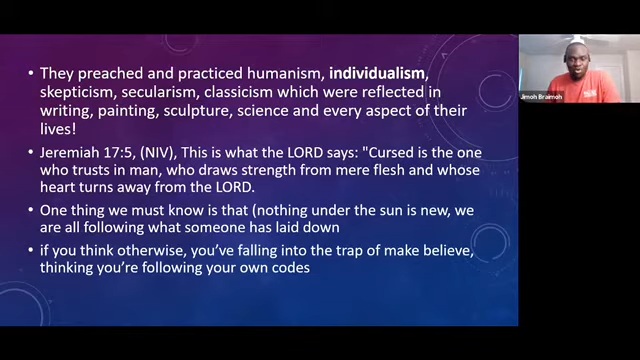 • They preached and practiced humanism, individualism,
skepticism, secularism, classicism which were reflected in
writing, painting, sculpture, science and every aspect of their
lives!
• Jeremiah 17:5, (NIV), This is what the LORD says: "Cursed is the one
who trusts in man, who draws strength from mere flesh and whose
heart turns away from the LORD.
• One thing we must know is that (nothing under the sun is new, we
are all following what someone has laid down
• if you think otherwise, you've falling into the trap of make believe,
thinking you're following your own codes
Jimoh Braimoh